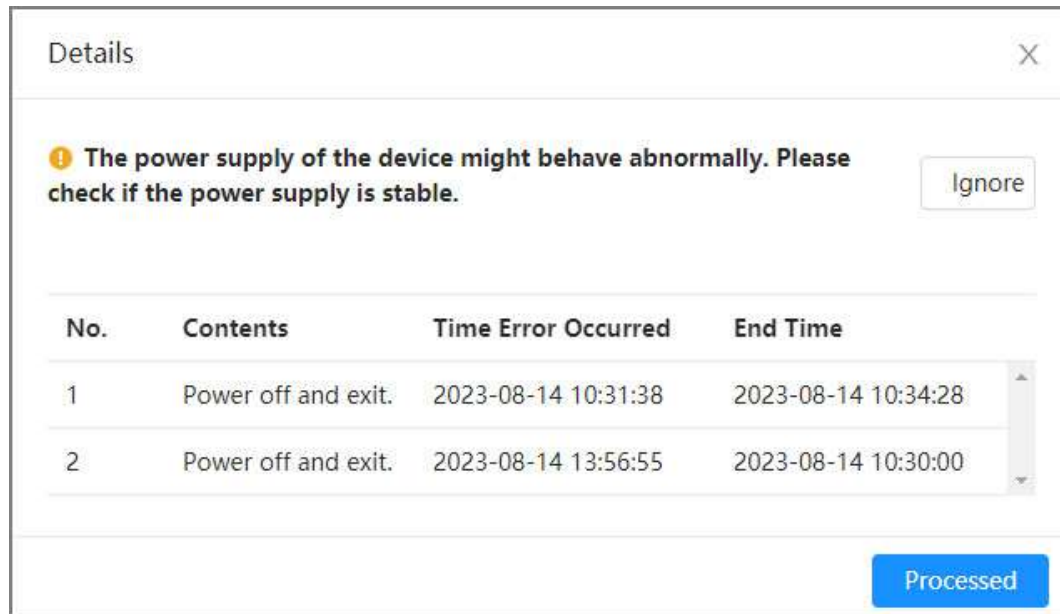 Details
The power supply of the device might behave abnormally. Please
check if the power supply is stable.
Ignore
No. Contents Time Error Occurred End Time
1 Power off and exit. 2023-08-14 10:31:38 2023-08-14 10:34:28
2 Power off and exit. 2023-08-14 13:56:55 2023-08-14 10:30:00
Processed